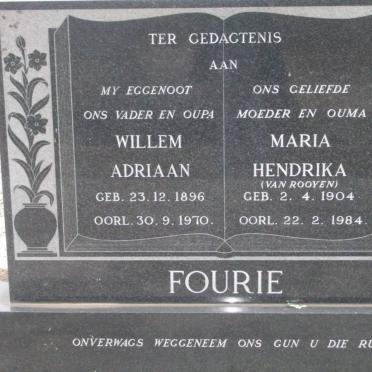 TER GEDAGTENIS
AAN
MY EGGENOOT
ONS VADER EN OUPA
WILLEM
ADRIAAN
GEB. 23.12.1896
OORL. 30.9.1970.
ONS GELIEFDE
MOEDER EN OUMA
MARIA
HENDRIKA
(VAN ROOYEN)
GEB. 2.4.1904
OORL. 22.2.1984.
FOURIE
ONVERWAGS WEGGENEEM ONS GUN U DIE RU